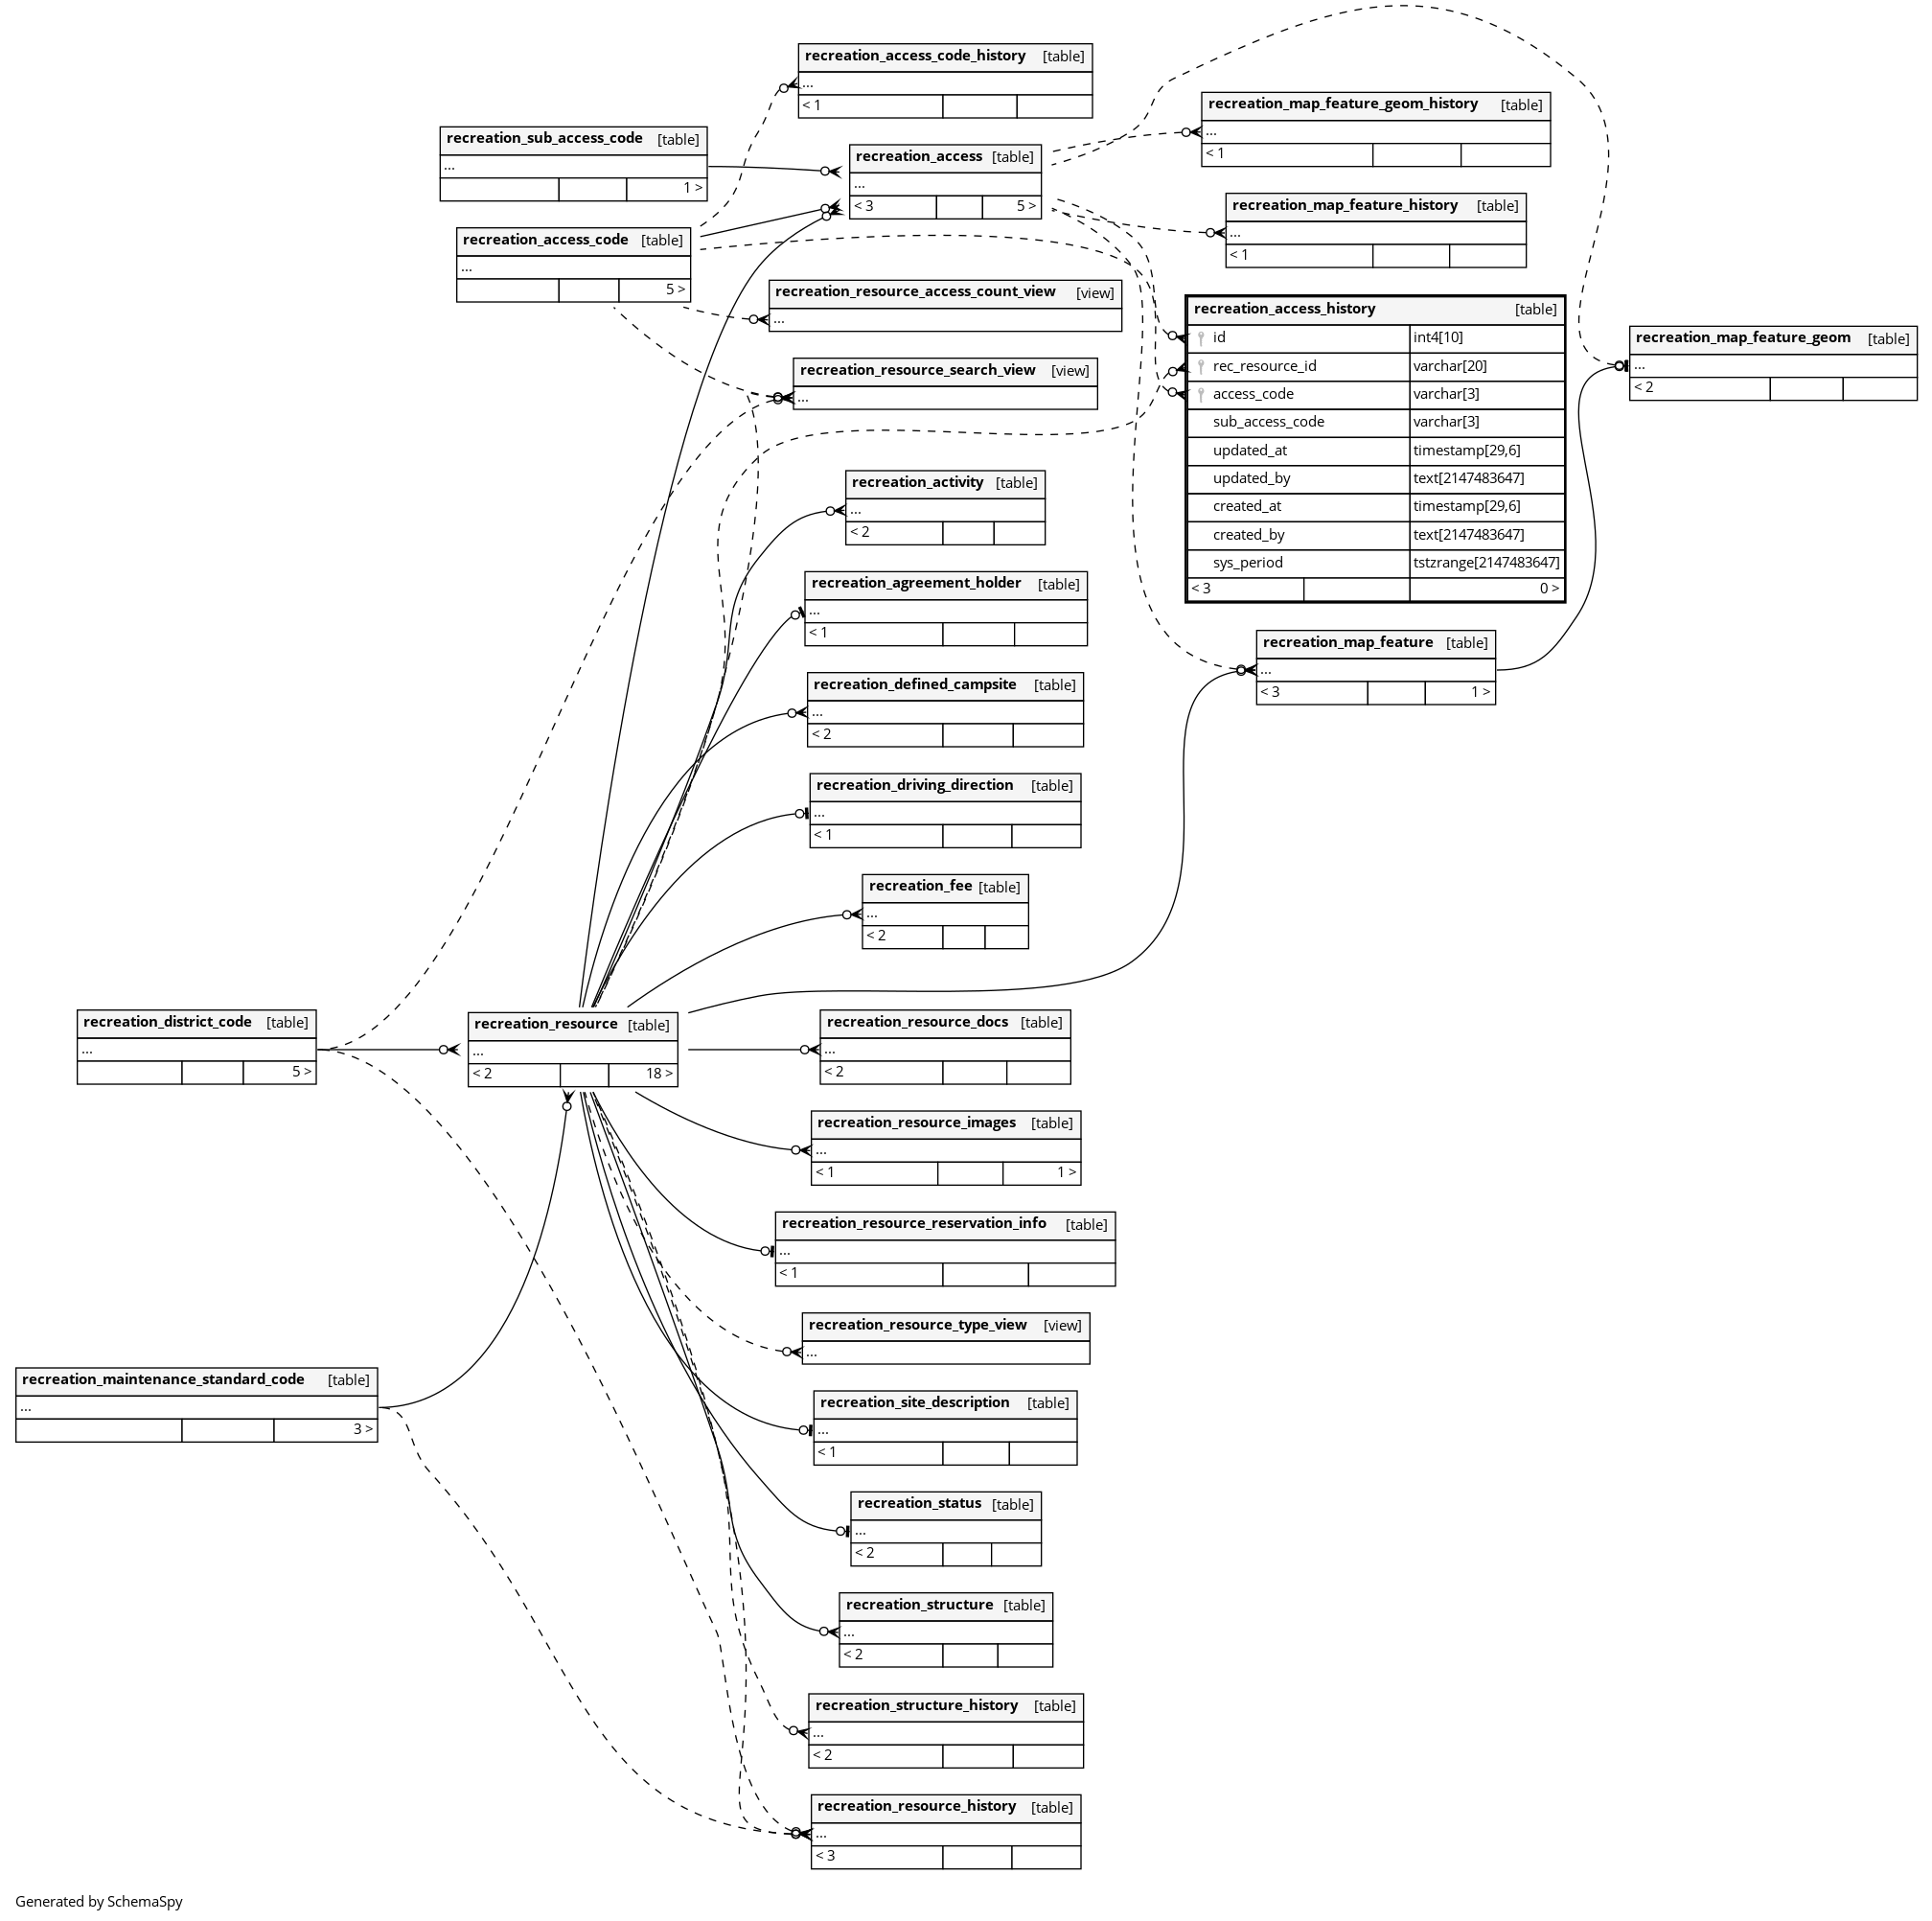 recreation_access_code_history [table]
...
< 1
recreation_map_feature_geom_history [table]
...
< 1
recreation_sub_access_code [table]
...
1 >
recreation_access [table]
...
< 3 5 >
recreation_map_feature_history [table]
...
< 1
recreation_access_code [table]
...
5 >
recreation_resource_access_count_view [view]
...
recreation_access_history [table]
id int4[10]
rec_resource_id varchar[20]
access_code varchar[3]
sub_access_code varchar[3]
updated_at timestamp[29,6]
updated_by text[2147483647]
created_at timestamp[29,6]
created_by text[2147483647]
sys_period tstzrange[2147483647]
< 3 0 >
recreation_map_feature_geom [table]
...
< 2
recreation_resource_search_view [view]
...
recreation_activity [table]
...
< 2
recreation_agreement_holder [table]
...
< 1
recreation_map_feature [table]
...
< 3 1 >
recreation_defined_campsite [table]
...
< 2
recreation_driving_direction [table]
...
< 1
recreation_fee [table]
...
< 2
recreation_district_code [table]
...
5 >
recreation_resource [table]
...
< 2 18 >
recreation_resource_docs [table]
...
< 2
recreation_resource_images [table]
...
< 1 1 >
recreation_resource_reservation_info [table]
...
< 1
recreation_resource_type_view [view]
...
recreation_maintenance_standard_code [table]
...
3 >
recreation_site_description [table]
...
< 1
recreation_status [table]
...
< 2
recreation_structure [table]
...
< 2
recreation_structure_history [table]
...
< 2
recreation_resource_history [table]
...
< 3
Generated by SchemaSpy